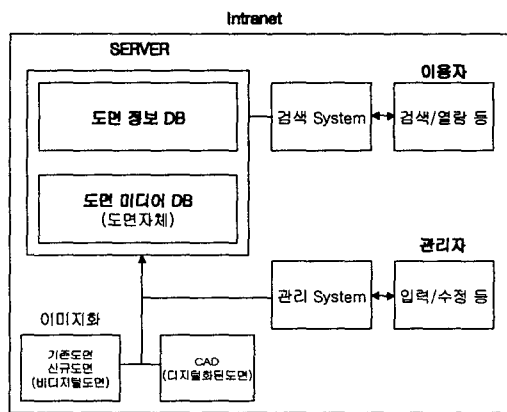 Intranet
SERVER
도면 정보 DB
도면 미디어 DB
(도면자체)
검색 System
이용자
검색/열람 등
관리 System
관리자
입력/수정 등
이미지화
기존도면
신규도면
(비디지털도면)
CAD
(디지털화된도면)